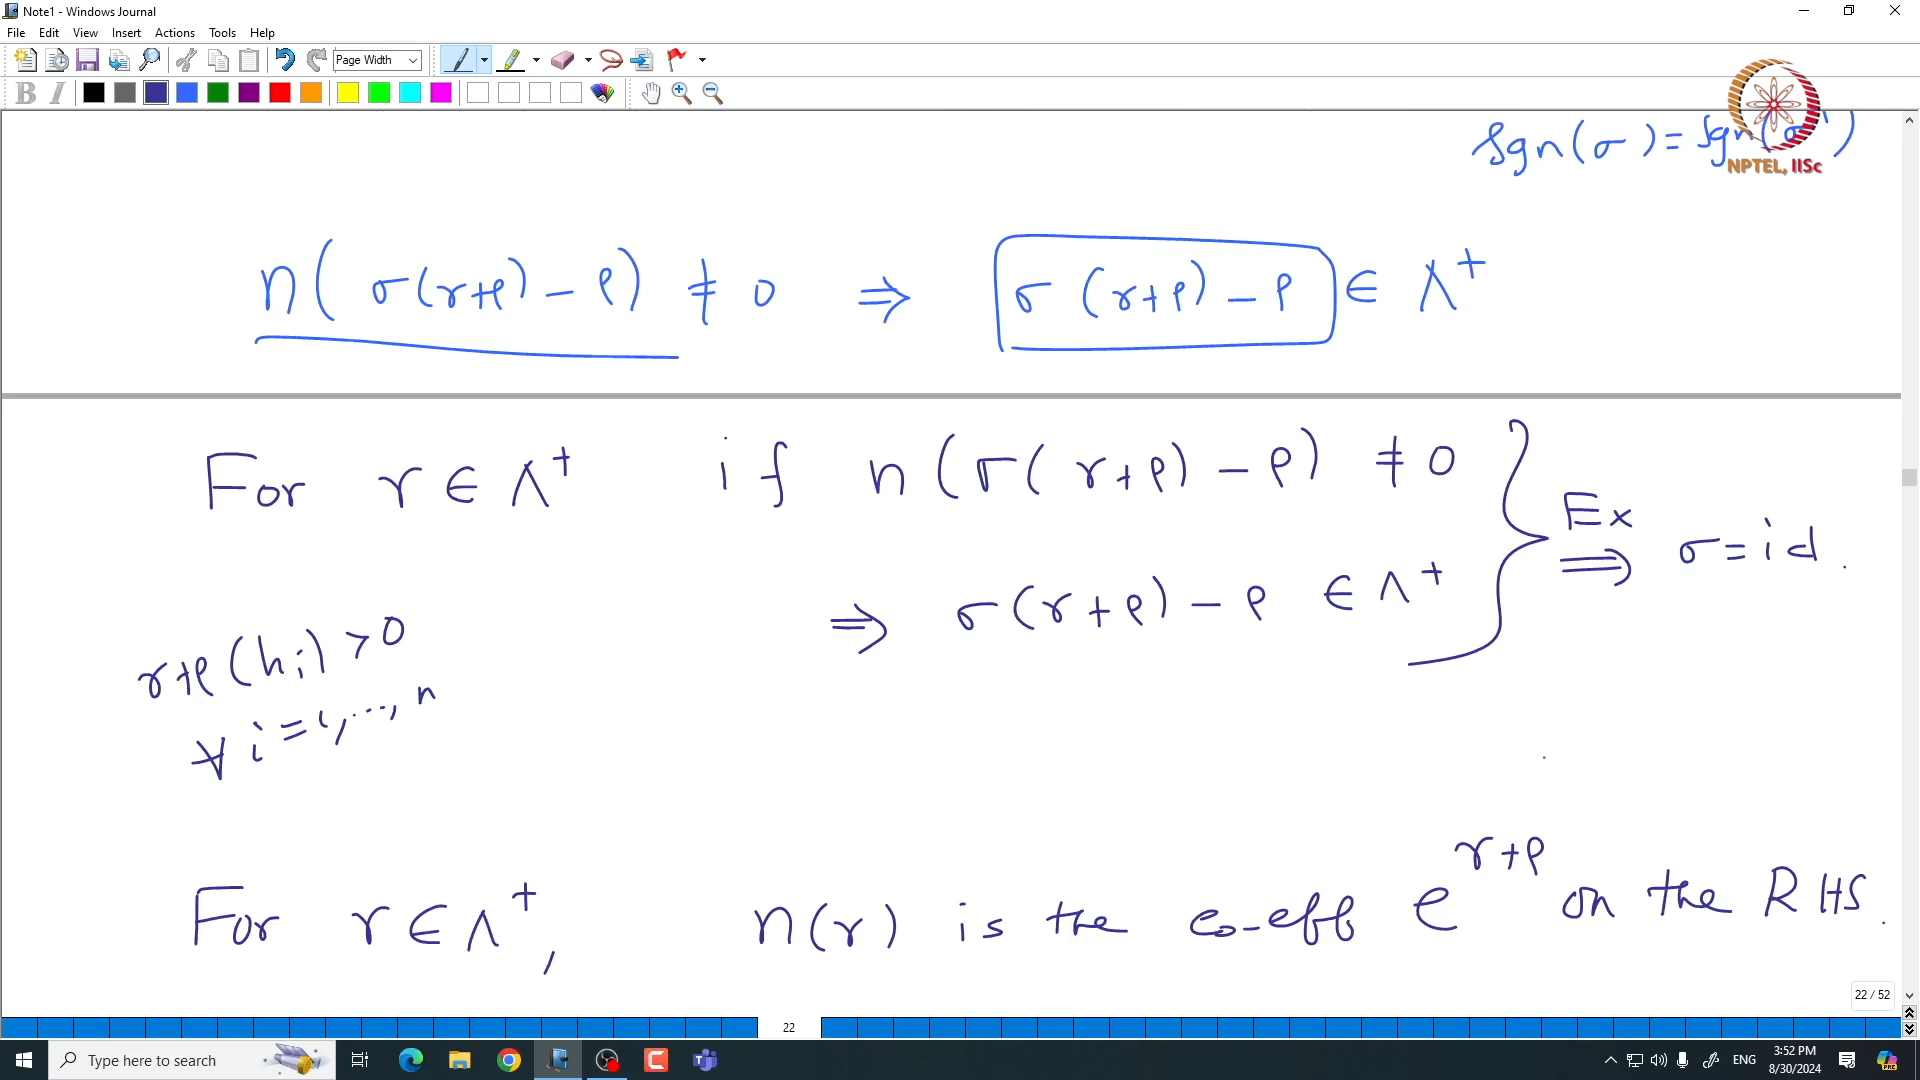 Note1 - Windows Journal
File Edit View Insert Actions Tools Help
Page Width
B I
Sgn(σ) = Sgn(σ
NPTEL, IISc
n( σ(r+ρ) - ρ) ≠ 0 ⇒ σ(r+ρ) - ρ ∈ Λ⁺
For r ∈ Λ⁺ if n(σ(r+ρ) - ρ) ≠ 0
Ex
⇒ σ = id.
⇒ σ(r+ρ) - ρ ∈ Λ⁺
r+ρ(hᵢ) > 0
∀ i = 1, ..., n
For r ∈ Λ⁺, n(r) is the co-eff e^{r+ρ} on the RHS.
22 / 52
22
Type here to search
ENG
3:52 PM
8/30/2024